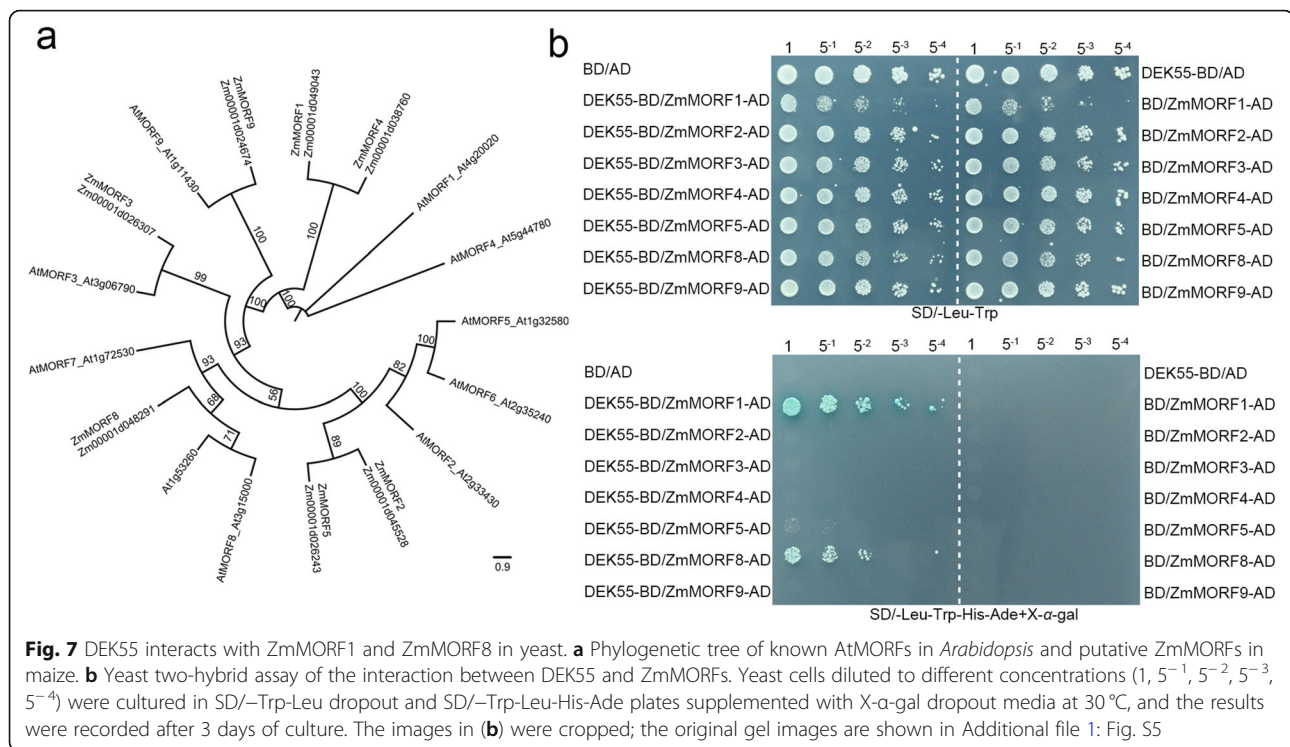 a
ZmMORF9
Zm00001d024674
AtMORF9_At1g11430
ZmMORF1
Zm00001d049043
ZmMORF4
Zm00001d038760
AtMORF1_At4g20020
AtMORF4_At5g44780
ZmMORF3
Zm00001d026307
AtMORF3_At3g06790
AtMORF5_At1g32580
AtMORF6_At2g35240
AtMORF2_At2g33430
ZmMORF2
Zm00001d045528
ZmMORF5
Zm00001d026243
AtMORF8_At3g15000
At1g53260
ZmMORF8
Zm00001d048291
AtMORF7_At1g72530
100
100
99
100
100
93
93
68
71
56
100
89
82
100
0.9
b
1 5-1 5-2 5-3 5-4 1 5-1 5-2 5-3 5-4
BD/AD DEK55-BD/AD
DEK55-BD/ZmMORF1-AD BD/ZmMORF1-AD
DEK55-BD/ZmMORF2-AD BD/ZmMORF2-AD
DEK55-BD/ZmMORF3-AD BD/ZmMORF3-AD
DEK55-BD/ZmMORF4-AD BD/ZmMORF4-AD
DEK55-BD/ZmMORF5-AD BD/ZmMORF5-AD
DEK55-BD/ZmMORF8-AD BD/ZmMORF8-AD
DEK55-BD/ZmMORF9-AD BD/ZmMORF9-AD
SD/-Leu-Trp
1 5-1 5-2 5-3 5-4 1 5-1 5-2 5-3 5-4
BD/AD DEK55-BD/AD
DEK55-BD/ZmMORF1-AD BD/ZmMORF1-AD
DEK55-BD/ZmMORF2-AD BD/ZmMORF2-AD
DEK55-BD/ZmMORF3-AD BD/ZmMORF3-AD
DEK55-BD/ZmMORF4-AD BD/ZmMORF4-AD
DEK55-BD/ZmMORF5-AD BD/ZmMORF5-AD
DEK55-BD/ZmMORF8-AD BD/ZmMORF8-AD
DEK55-BD/ZmMORF9-AD BD/ZmMORF9-AD
SD/-Leu-Trp-His-Ade+X-α-gal
Fig. 7 DEK55 interacts with ZmMORF1 and ZmMORF8 in yeast. a Phylogenetic tree of known AtMORFs in Arabidopsis and putative ZmMORFs in
maize. b Yeast two-hybrid assay of the interaction between DEK55 and ZmMORFs. Yeast cells diluted to different concentrations (1, 5−1, 5−2, 5−3,
5−4) were cultured in SD/–Trp-Leu dropout and SD/–Trp-Leu-His-Ade plates supplemented with X-α-gal dropout media at 30 °C, and the results
were recorded after 3 days of culture. The images in (b) were cropped; the original gel images are shown in Additional file 1: Fig. S5